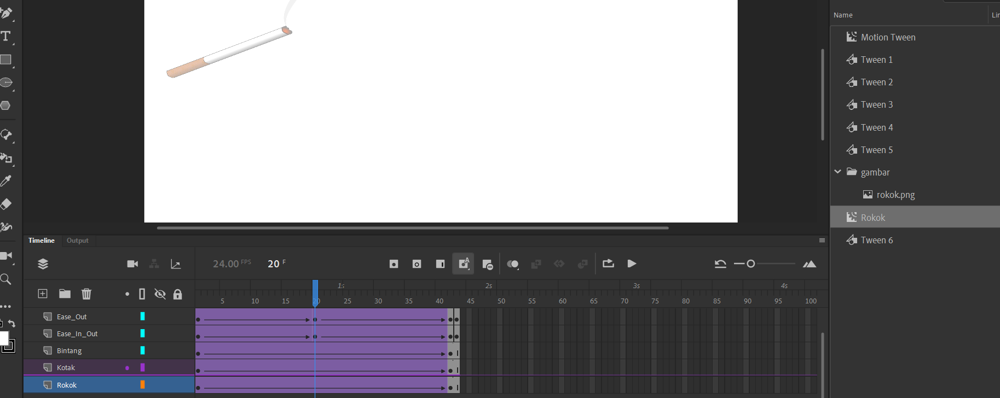 Name
Lin
Motion Tween
Tween 1
Tween 2
Tween 3
Tween 4
Tween 5
gambar
rokok.png
Rokok
Tween 6
Timeline
Output
24.00 FPS
20 F
1s
2s
3s
4s
5
10
15
20
25
30
35
40
45
50
55
60
65
70
75
80
85
90
95
100
Ease_Out
Ease_In_Out
Bintang
Kotak
Rokok